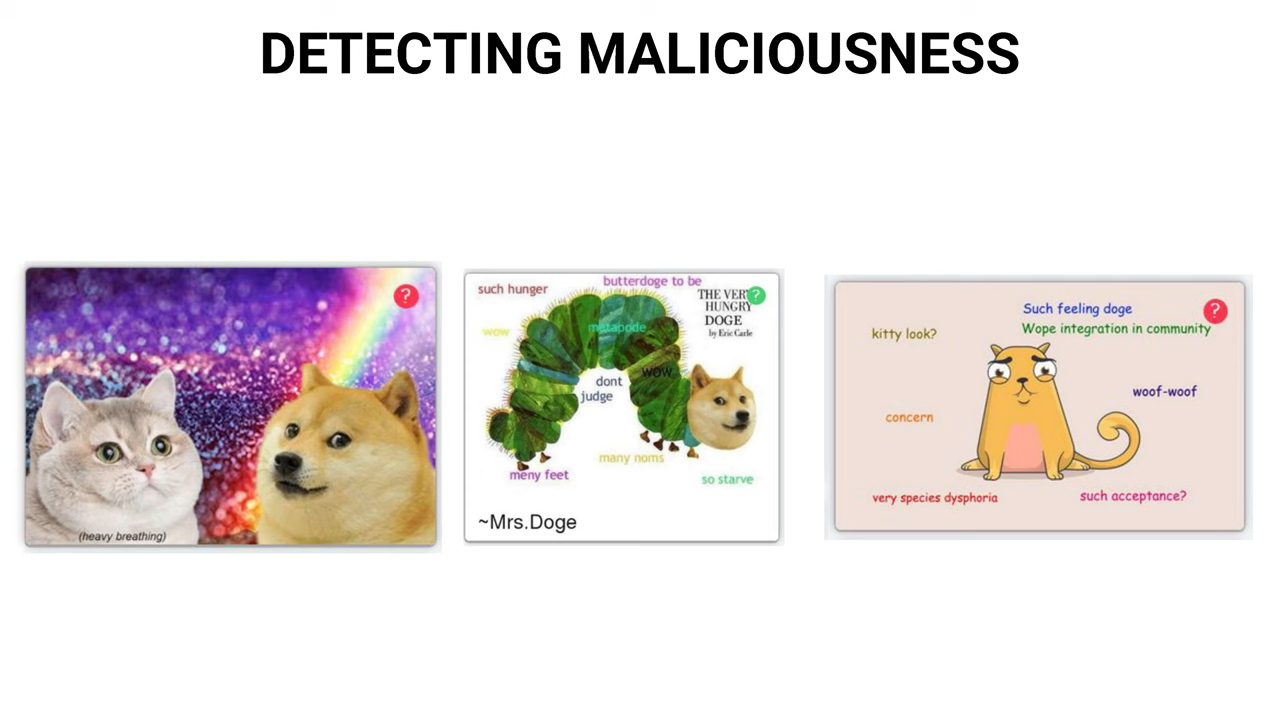 DETECTING MALICIOUSNESS
?
(heavy breathing)
such hunger
butterdoge to be
THE VERY
HUNGRY
DOGE
by Eric Carle
?
wow
metapode
wow
dont
judge
many noms
meny feet
so starve
~Mrs.Doge
Such feeling doge
?
Wope integration in community
kitty look?
woof-woof
concern
very species dysphoria
such acceptance?